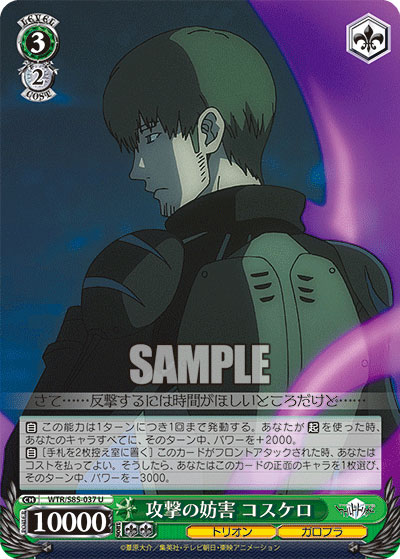 LEVEL
3
2
COST
SAMPLE
さて……反撃するには時間がほしいところだけど……
自 この能力は1ターンにつき1回まで発動する。あなたが起を使った時、
あなたのキャラすべてに、そのターン中、パワーを+2000。
自 [手札を2枚控え室に置く] このカードがフロントアタックされた時、あなたは
コストを払ってよい。そうしたら、あなたはこのカードの正面のキャラを1枚選び、
そのターン中、パワーを−3000。
CH WTR/S85-037 U
10000
攻撃の妨害 コスケロ
トリオン
ガロプラ
©葦原大介／集英社・テレビ朝日・東映アニメーション